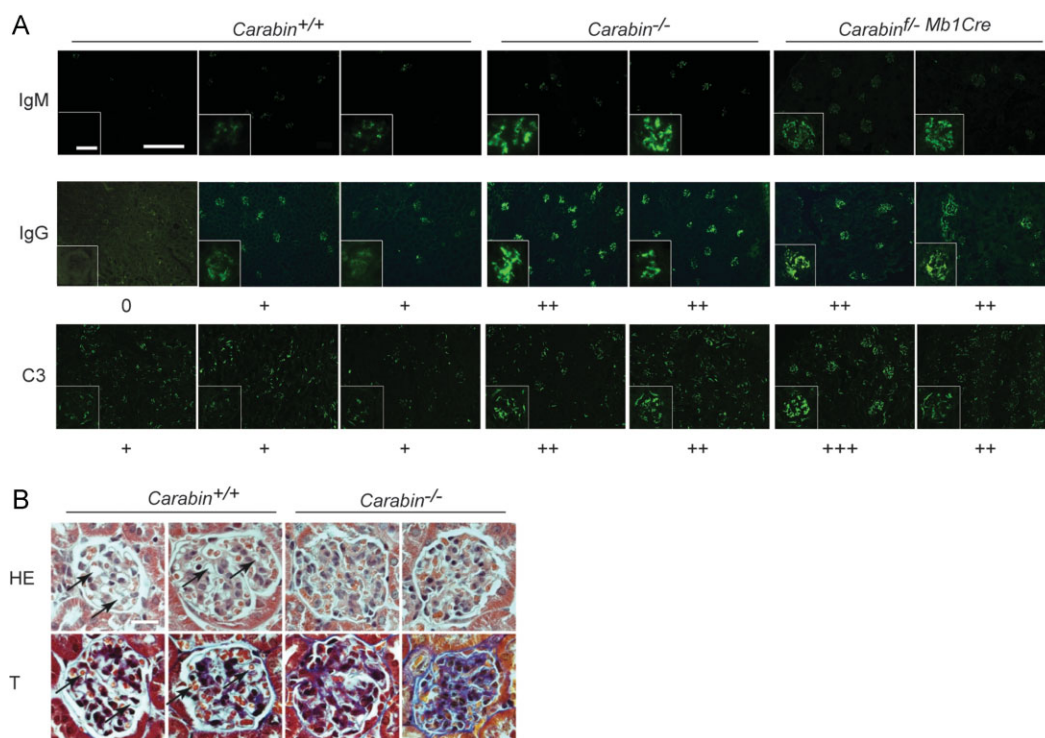 A
Carabin+/+ Carabin-/- Carabinf/- Mb1Cre
IgM
IgG
0 + + ++ ++ ++ ++
C3
+ + + ++ ++ +++ ++
B
Carabin+/+ Carabin-/-
HE
T